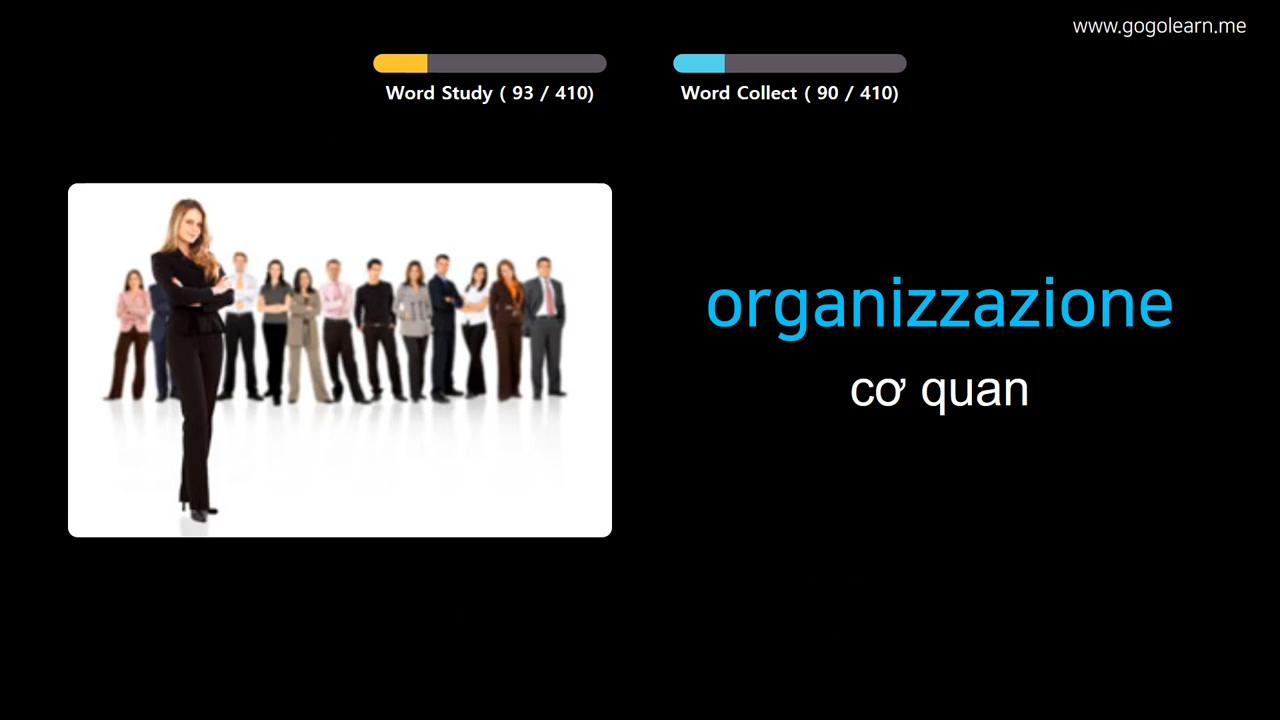 www.gogolearn.me
Word Study ( 93 / 410)
Word Collect ( 90 / 410)
organizzazione
cơ quan